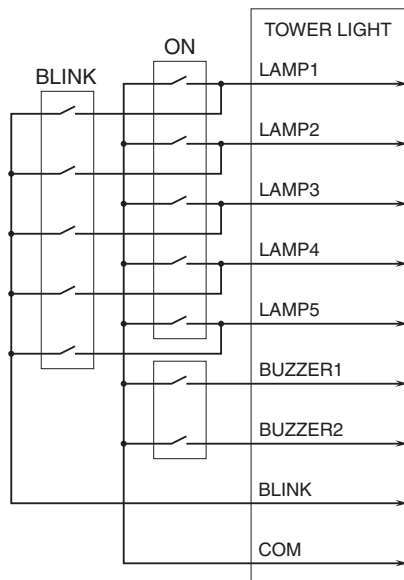 TOWER LIGHT
ON
BLINK
LAMP1
LAMP2
LAMP3
LAMP4
LAMP5
BUZZER1
BUZZER2
BLINK
COM